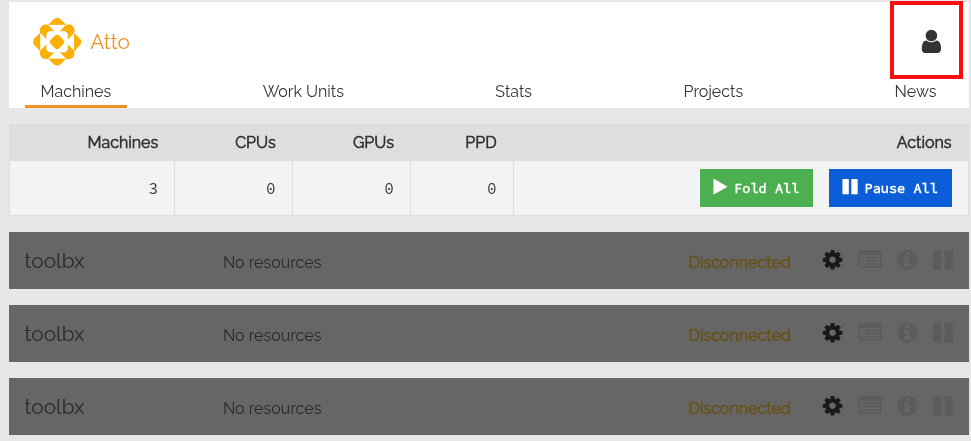 Atto
Machines Work Units Stats Projects News
Machines CPUs GPUs PPD Actions
3 0 0 0 Fold All Pause All
toolbx No resources Disconnected
toolbx No resources Disconnected
toolbx No resources Disconnected